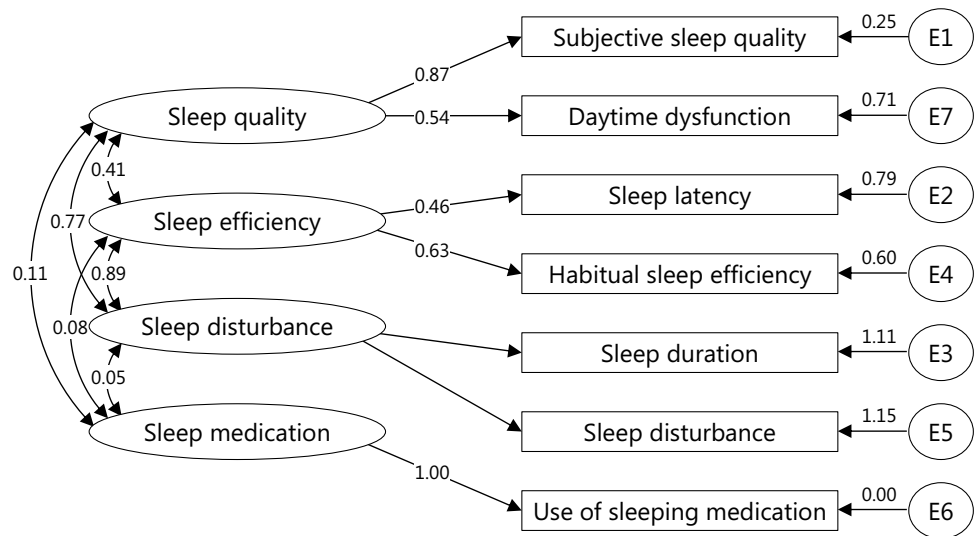 Subjective sleep quality
0.25
E1
0.87
Sleep quality
0.54
Daytime dysfunction
0.71
E7
0.41
Sleep latency
0.79
E2
Sleep efficiency
0.46
0.77
0.63
0.11
0.89
Habitual sleep efficiency
0.60
E4
0.08
Sleep disturbance
Sleep duration
1.11
E3
0.05
Sleep medication
Sleep disturbance
1.15
E5
1.00
Use of sleeping medication
0.00
E6